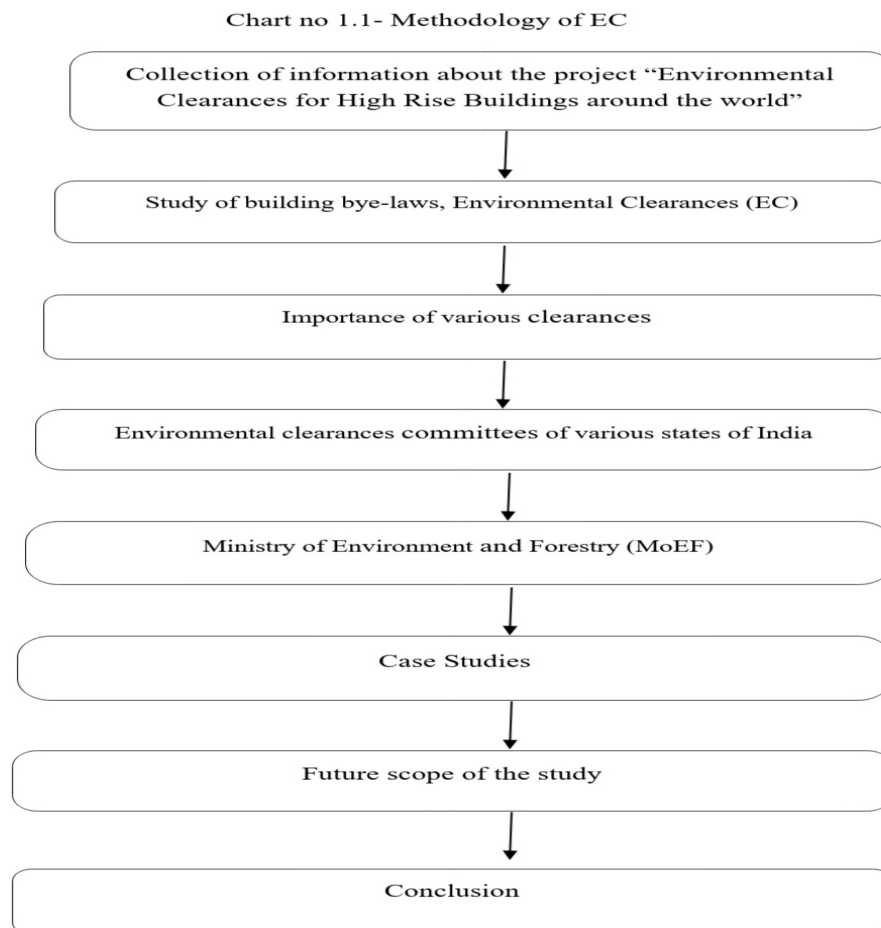 Chart no 1.1- Methodology of EC
Collection of information about the project “Environmental
Clearances for High Rise Buildings around the world”
Study of building bye-laws, Environmental Clearances (EC)
Importance of various clearances
Environmental clearances committees of various states of India
Ministry of Environment and Forestry (MoEF)
Case Studies
Future scope of the study
Conclusion